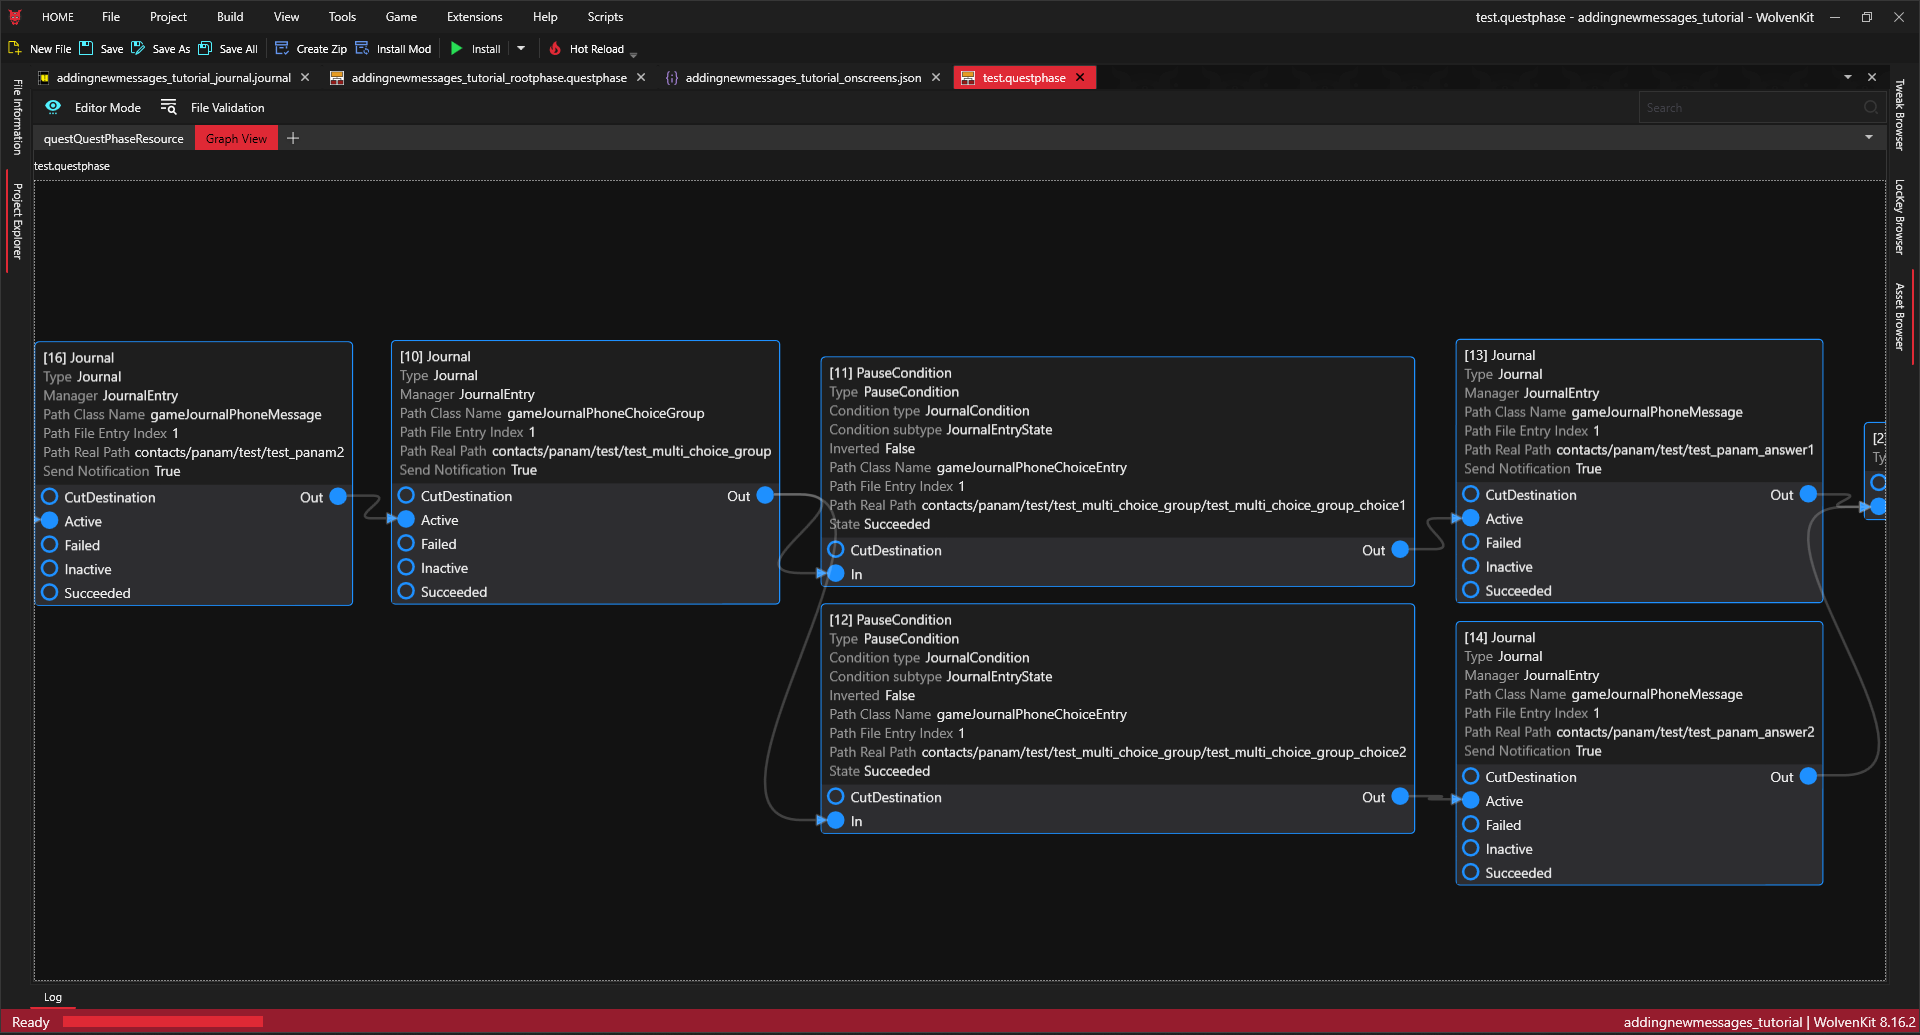 HOME File Project Build View Tools Game Extensions Help Scripts
test.questphase - addingnewmessages_tutorial - WolvenKit
New File Save Save As Save All Create Zip Install Mod Install Hot Reload
addingnewmessages_tutorial_journal.journal addingnewmessages_tutorial_rootphase.questphase addingnewmessages_tutorial_onscreens.json test.questphase
Editor Mode File Validation
Search
questQuestPhaseResource Graph View
test.questphase
File Information
Project Explorer
Tweak Browser
LocKey Browser
Asset Browser
[16] Journal
Type Journal
Manager JournalEntry
Path Class Name gameJournalPhoneMessage
Path File Entry Index 1
Path Real Path contacts/panam/test/test_panam2
Send Notification True
CutDestination Out
Active
Failed
Inactive
Succeeded
[10] Journal
Type Journal
Manager JournalEntry
Path Class Name gameJournalPhoneChoiceGroup
Path File Entry Index 1
Path Real Path contacts/panam/test/test_multi_choice_group
Send Notification True
CutDestination Out
Active
Failed
Inactive
Succeeded
[11] PauseCondition
Type PauseCondition
Condition type JournalCondition
Condition subtype JournalEntryState
Inverted False
Path Class Name gameJournalPhoneChoiceEntry
Path File Entry Index 1
Path Real Path contacts/panam/test/test_multi_choice_group/test_multi_choice_group_choice1
State Succeeded
CutDestination Out
In
[12] PauseCondition
Type PauseCondition
Condition type JournalCondition
Condition subtype JournalEntryState
Inverted False
Path Class Name gameJournalPhoneChoiceEntry
Path File Entry Index 1
Path Real Path contacts/panam/test/test_multi_choice_group/test_multi_choice_group_choice2
State Succeeded
CutDestination Out
In
[13] Journal
Type Journal
Manager JournalEntry
Path Class Name gameJournalPhoneMessage
Path File Entry Index 1
Path Real Path contacts/panam/test/test_panam_answer1
Send Notification True
CutDestination Out
Active
Failed
Inactive
Succeeded
[14] Journal
Type Journal
Manager JournalEntry
Path Class Name gameJournalPhoneMessage
Path File Entry Index 1
Path Real Path contacts/panam/test/test_panam_answer2
Send Notification True
CutDestination Out
Active
Failed
Inactive
Succeeded
[2]
Ty
Log
Ready
addingnewmessages_tutorial | WolvenKit 8.16.2